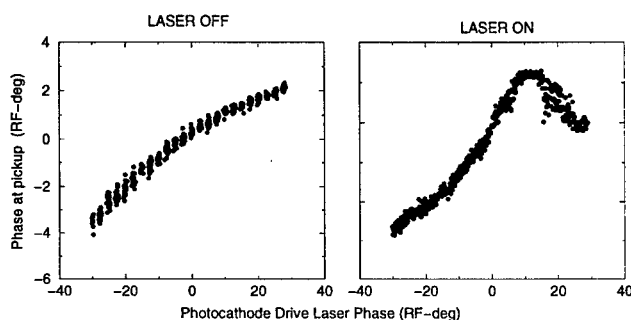 LASER OFF
LASER ON
4
2
0
−2
−4
−6
Phase at pickup (RF−deg)
−40 −20 0 20 40
−40 −20 0 20 40
Photocathode Drive Laser Phase (RF−deg)